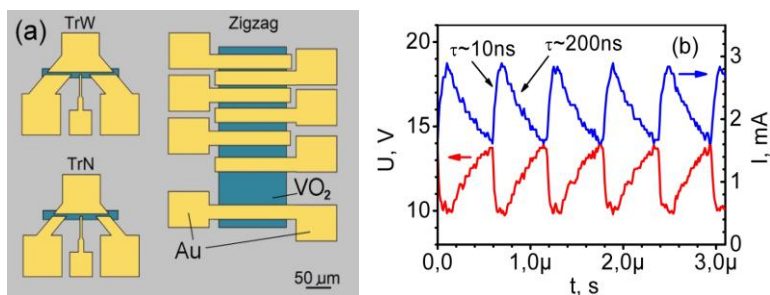 (a)
TrW
Zigzag
TrN
VO₂
Au
50 μm
(b)
τ~10ns
τ~200ns
U, V
20
15
10
I, mA
3
2
1
0
0,0
1,0μ
2,0μ
3,0μ
t, s